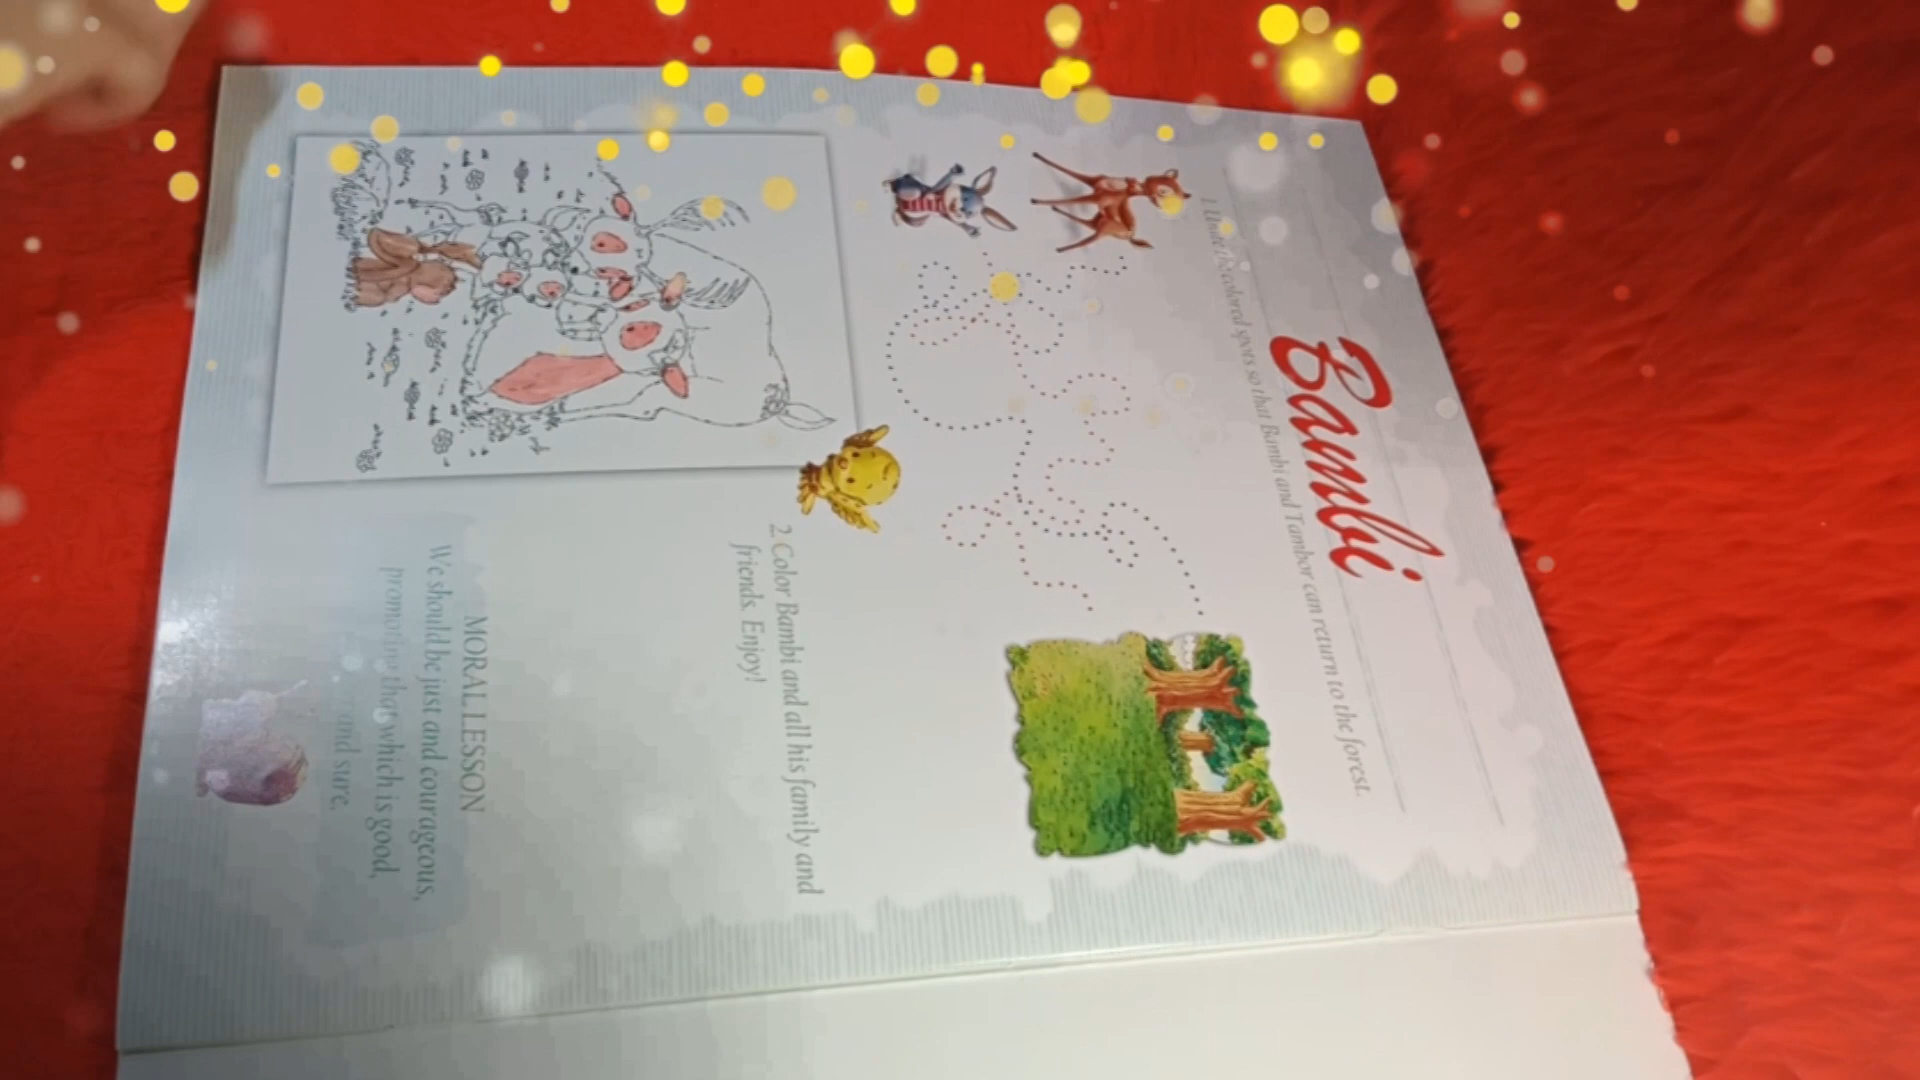 Bambi
1 Unite the colored spots so that Bambi and Tambor can return to the forest.
2 Color Bambi and all his family and
friends. Enjoy!
MORAL LESSON
We should be just and courageous,
promoting that which is good,
and sure.